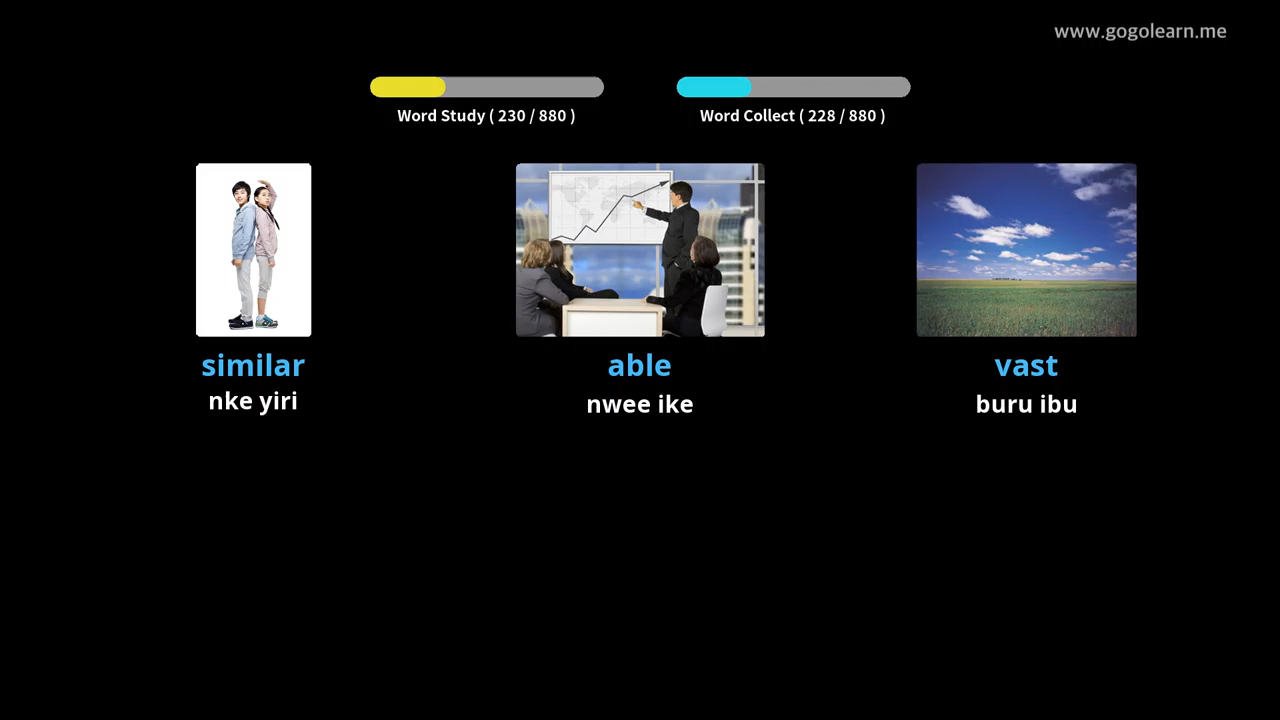 www.gogolearn.me
Word Study ( 230 / 880 )
Word Collect ( 228 / 880 )
similar
nke yiri
able
nwee ike
vast
buru ibu